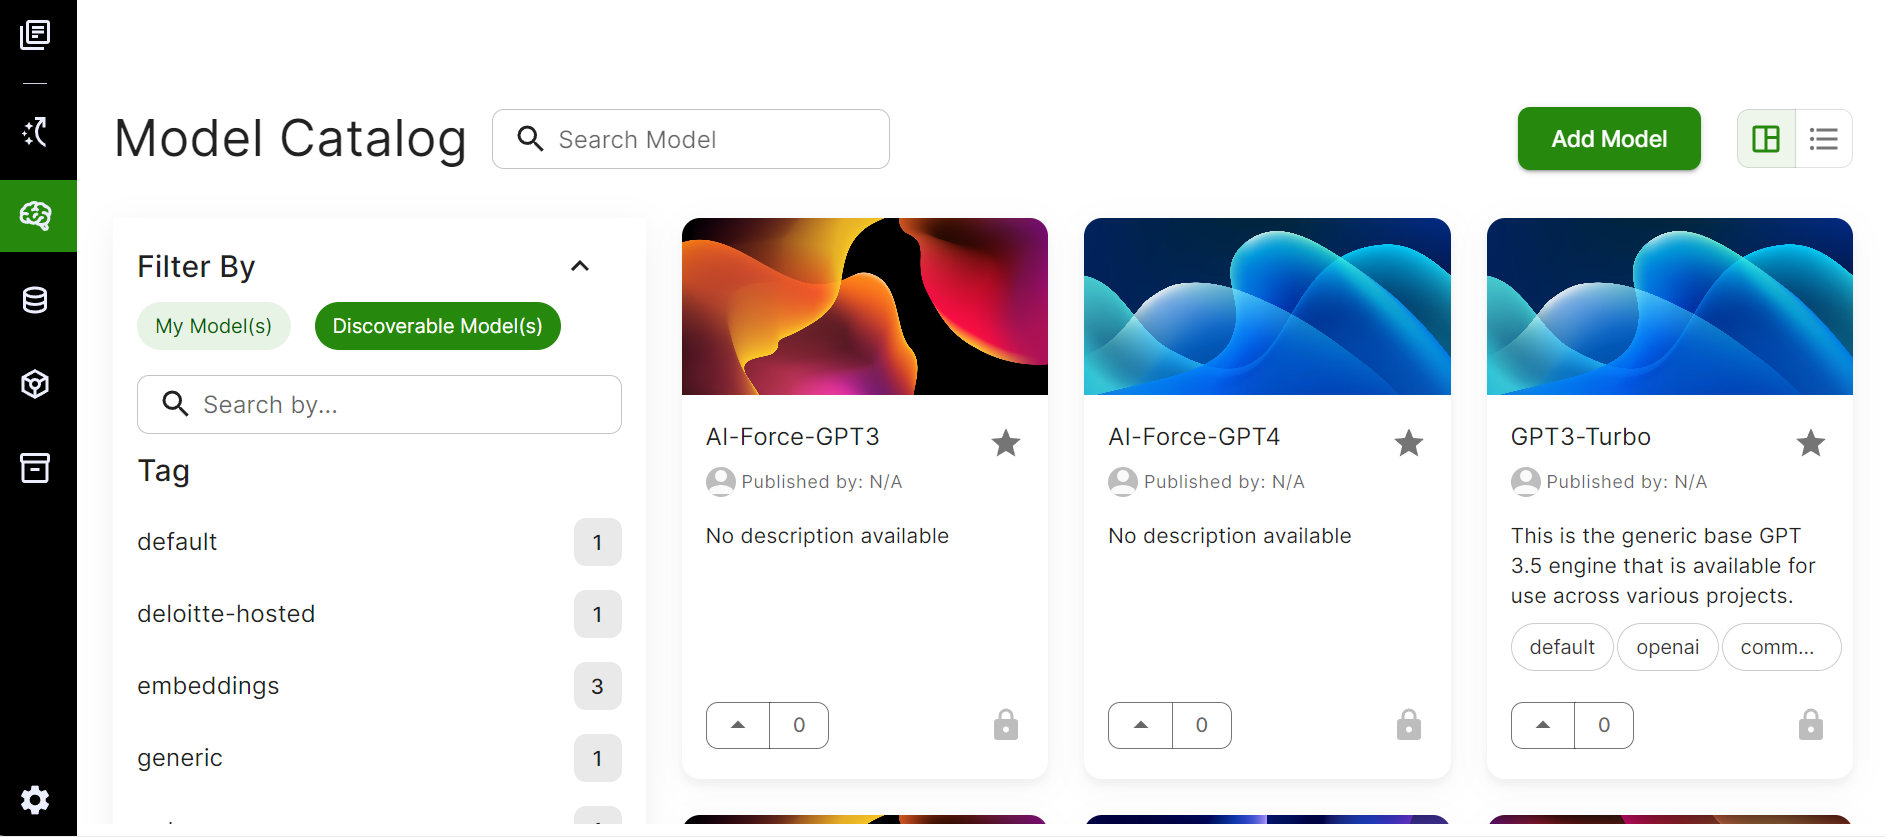 Model Catalog
Search Model
Add Model
Filter By
My Model(s)
Discoverable Model(s)
Search by...
Tag
default
1
deloitte-hosted
1
embeddings
3
generic
1
AI-Force-GPT3
Published by: N/A
No description available
0
AI-Force-GPT4
Published by: N/A
No description available
0
GPT3-Turbo
Published by: N/A
This is the generic base GPT
3.5 engine that is available for
use across various projects.
default
openai
comm...
0